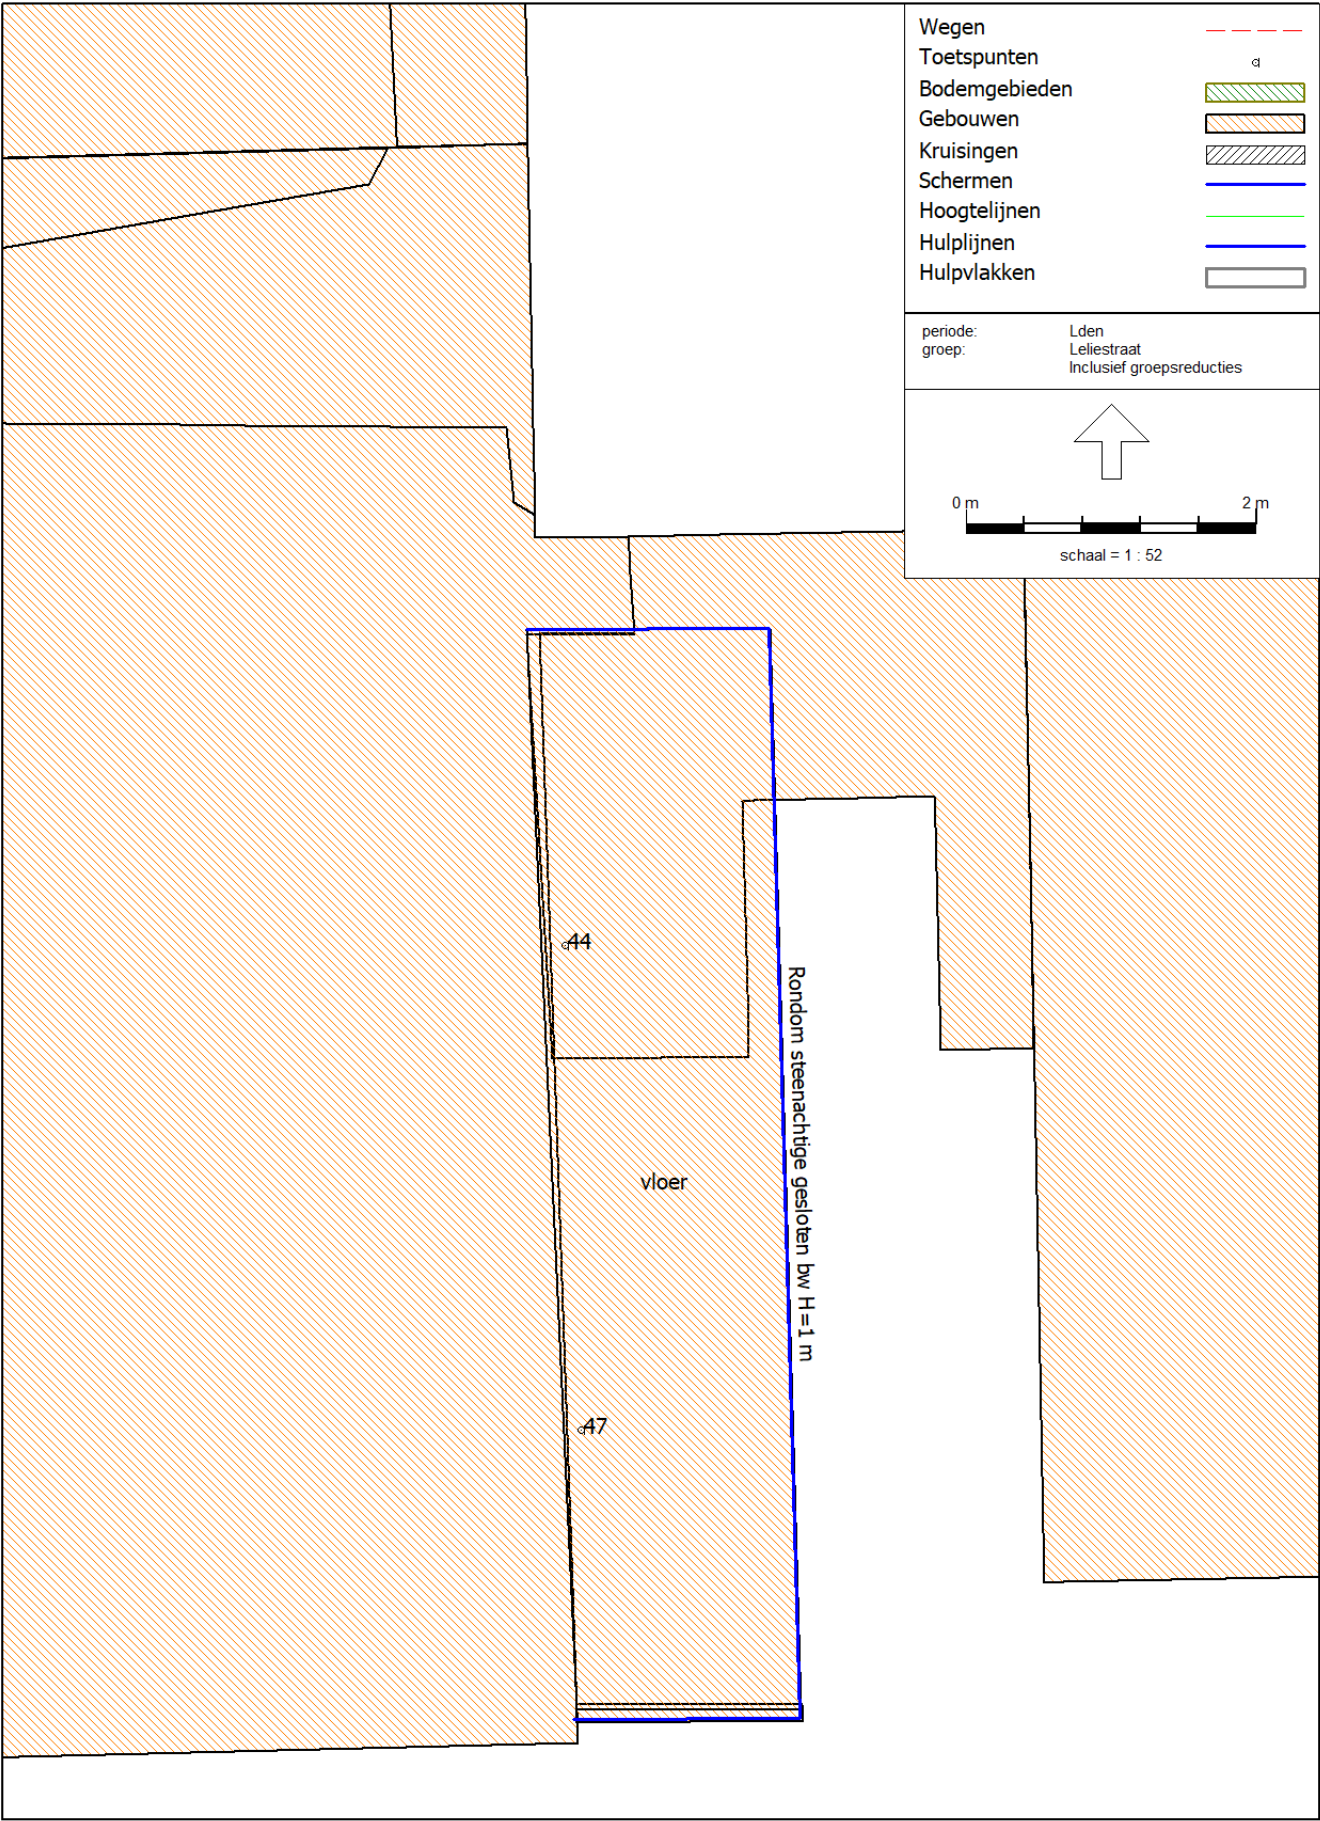 Wegen
Toetspunten
Bodemgebieden
Gebouwen
Kruisingen
Schermen
Hoogtelijnen
Hulplijnen
Hulpvlakken
periode: Lden
groep: Leliestraat
Inclusief groepsreducties
0 m 2 m
schaal = 1 : 52
44
Rondom steenachtige gesloten bw H=1 m
vloer
47